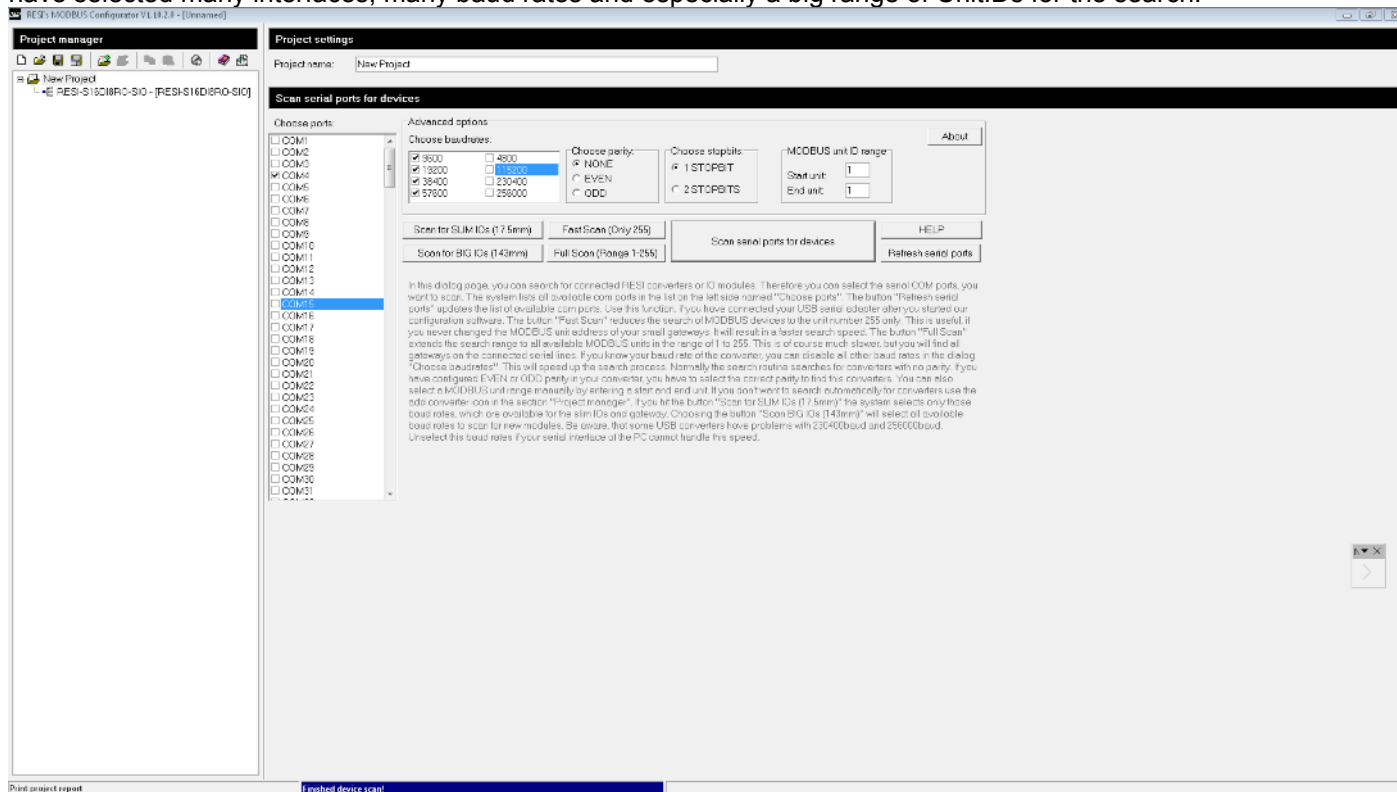 have selected many interfaces, many baud rates and especially a big range of Unit.IDs for the search.
RESI's MODBUS Configurator V1.10.2.0 - [Unnamed]
Project manager
New Project
RESI-S16DI8RO-SIO - [RESI-S16DI8RO-SIO]
Project settings
Project name: New Project
Scan serial ports for devices
Choose ports:
COM1
COM2
COM3
COM4
COM5
COM6
COM7
COM8
COM9
COM10
COM11
COM12
COM13
COM14
COM15
COM16
COM17
COM18
COM19
COM20
COM21
COM22
COM23
COM24
COM25
COM26
COM27
COM28
COM29
COM30
COM31
Advanced options
Choose baudrates:
9600 4800
19200 115200
38400 230400
57600 256000
Choose parity:
NONE
EVEN
ODD
Choose stopbits:
1 STOPBIT
2 STOPBITS
MODBUS unit ID range
Start unit: 1
End unit: 1
About
Scan for SLIM IOs (17.5mm) Fast Scan (Only 255)
Scan for BIG IOs (143mm) Full Scan (Range 1-255)
Scan serial ports for devices
HELP
Refresh serial ports
In this dialog page, you can search for connected RESI converters or IO modules. Therefore you can select the serial COM ports, you
want to scan. The system lists all available com ports in the list on the left side named "Choose ports". The button "Refresh serial
ports" updates the list of available com ports. Use this function, if you have connected your USB serial adapter after you started our
configuration software. The button "Fast Scan" reduces the search of MODBUS devices to the unit number 255 only. This is useful, if
you never changed the MODBUS unit address of your small gateways. It will result in a faster search speed. The button "Full Scan"
extends the search range to all available MODBUS units in the range of 1 to 255. This is of course much slower, but you will find all
gateways on the connected serial lines. If you know your baud rate of the converter, you can disable all other baud rates in the dialog
"Choose baudrates". This will speed up the search process. Normally the search routine searches for converters with no parity. If you
have configured EVEN or ODD parity in your converter, you have to select the correct parity to find this converters. You can also
select a MODBUS unit range manually by entering a start and end unit. If you don't want to search automatically for converters use the
add converter icon in the section "Project manager". If you hit the button "Scan for SLIM IOs (17.5mm)" the system selects only those
baud rates, which are available for the slim IOs and gateway. Choosing the button "Scan BIG IOs (143mm)" will select all available
baud rates to scan for new modules. Be aware, that some USB converters have problems with 230400baud and 256000baud.
Unselect this baud rates if your serial interface of the PC cannot handle this speed.
Print project report
Finished device scan!